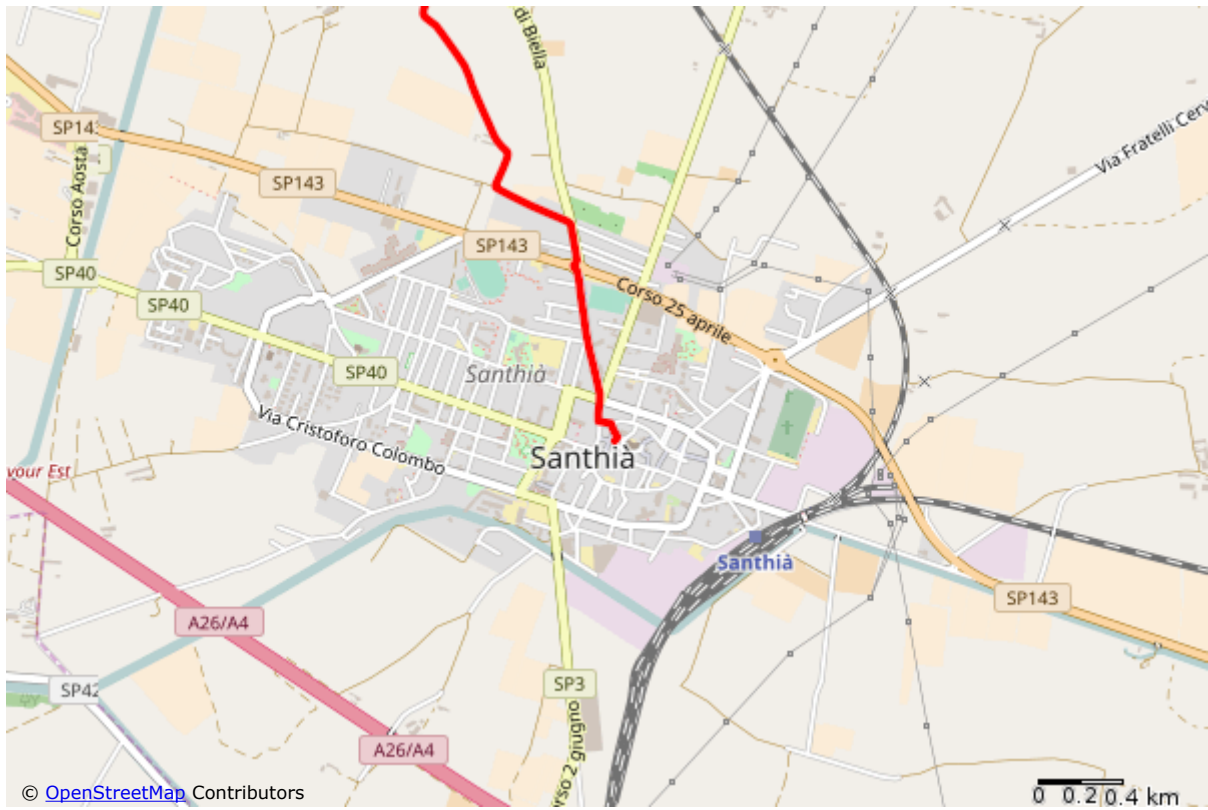 di Biella
SP143
Corso Aosta
SP143
Via Fratelli Cerv
SP143
SP40
SP40
Corso 25 aprile
SP40
Santhià
Via Cristoforo Colombo
Santhià
vour Est
Santhià
SP143
A26/A4
SP42
SP3
A26/A4
rso 2 giugno
© OpenStreetMap Contributors
0 0.2 0.4 km